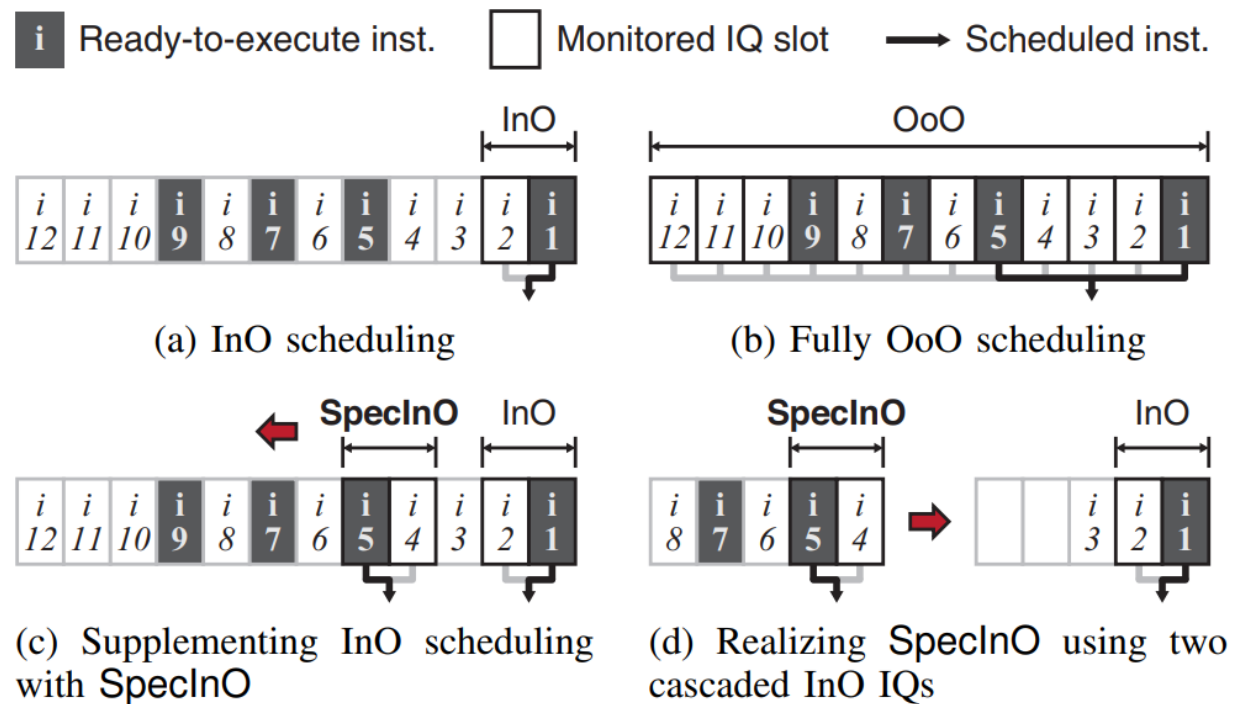 i Ready-to-execute inst. Monitored IQ slot Scheduled inst.
InO OoO
i 12 i 11 i 10 i 9 i 8 i 7 i 6 i 5 i 4 i 3 i 2 i 1
i 12 i 11 i 10 i 9 i 8 i 7 i 6 i 5 i 4 i 3 i 2 i 1
(a) InO scheduling
(b) Fully OoO scheduling
SpecInO InO
SpecInO InO
i 12 i 11 i 10 i 9 i 8 i 7 i 6 i 5 i 4 i 3 i 2 i 1
i 8 i 7 i 6 i 5 i 4 i 3 i 2 i 1
(c) Supplementing InO scheduling
with SpecInO
(d) Realizing SpecInO using two
cascaded InO IQs